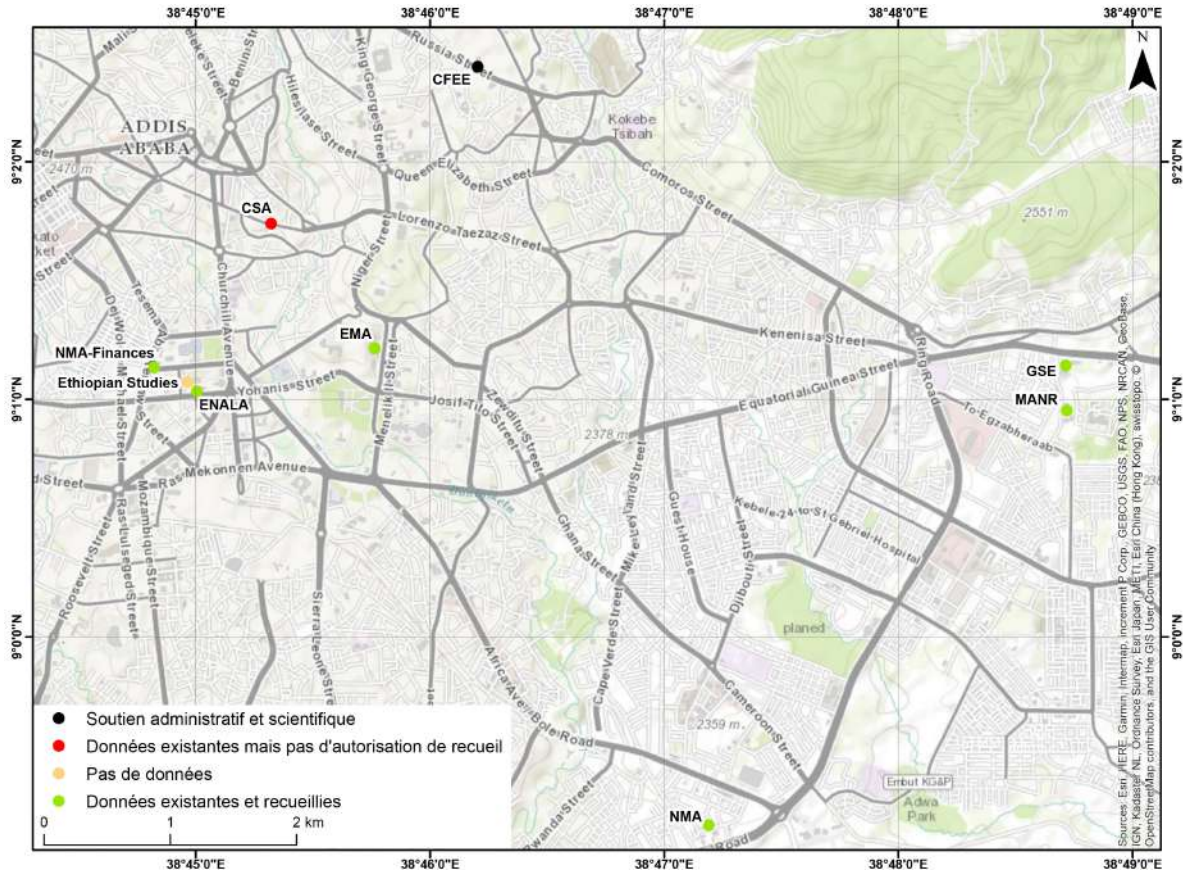 38°45'0"E
38°46'0"E
38°47'0"E
38°48'0"E
38°49'0"E
N
Russia Street
CFEE
Benin Street
King George Street
Kokebe
Tsibah
ADDIS
ABABA
9°2'0"N
9°2'0"N
2470 m
Queen Elizabeth Street
Comoros Street
CSA
2551 m
Lorenzo Taezaz Street
Niger Street
Churchill Avenue
Street
EMA
Kenenisa Street
NMA-Finances
Ethiopian Studies
GSE
Ring Road
Equatorial Guinea Street
Yohanis Street
ENALA
MANR
9°1'0"N
9°1'0"N
Menelik II Street
Josif Tito Street
Zewditu Street
To Egzabheraab
2378 m
Ras Mekonnen Avenue
Mozambique Street
Ras Lulseged Street
Ghana Street
Mike Leyland Street
Guest House
Kebele 24 to St Gebriel Hospital
Djibouti Street
Roosevelt Street
planed
9°0'0"N
9°0'0"N
Africa Ave / Bole Road
Cape Verde Street
Cameroon Street
2359 m
Embut KG&P
Adwa
Park
NMA
Road
Soutien administratif et scientifique
Données existantes mais pas d'autorisation de recueil
Pas de données
Données existantes et recueillies
0 1 2 km
Sources: Esri, HERE, Garmin, Intermap, increment P Corp., GEBCO, USGS, FAO, NPS, NRCAN, GeoBase,
IGN, Kadaster NL, Ordnance Survey, Esri Japan, METI, Esri China (Hong Kong), swisstopo, ©
OpenStreetMap contributors, and the GIS User Community
38°45'0"E
38°46'0"E
38°47'0"E
38°48'0"E
38°49'0"E